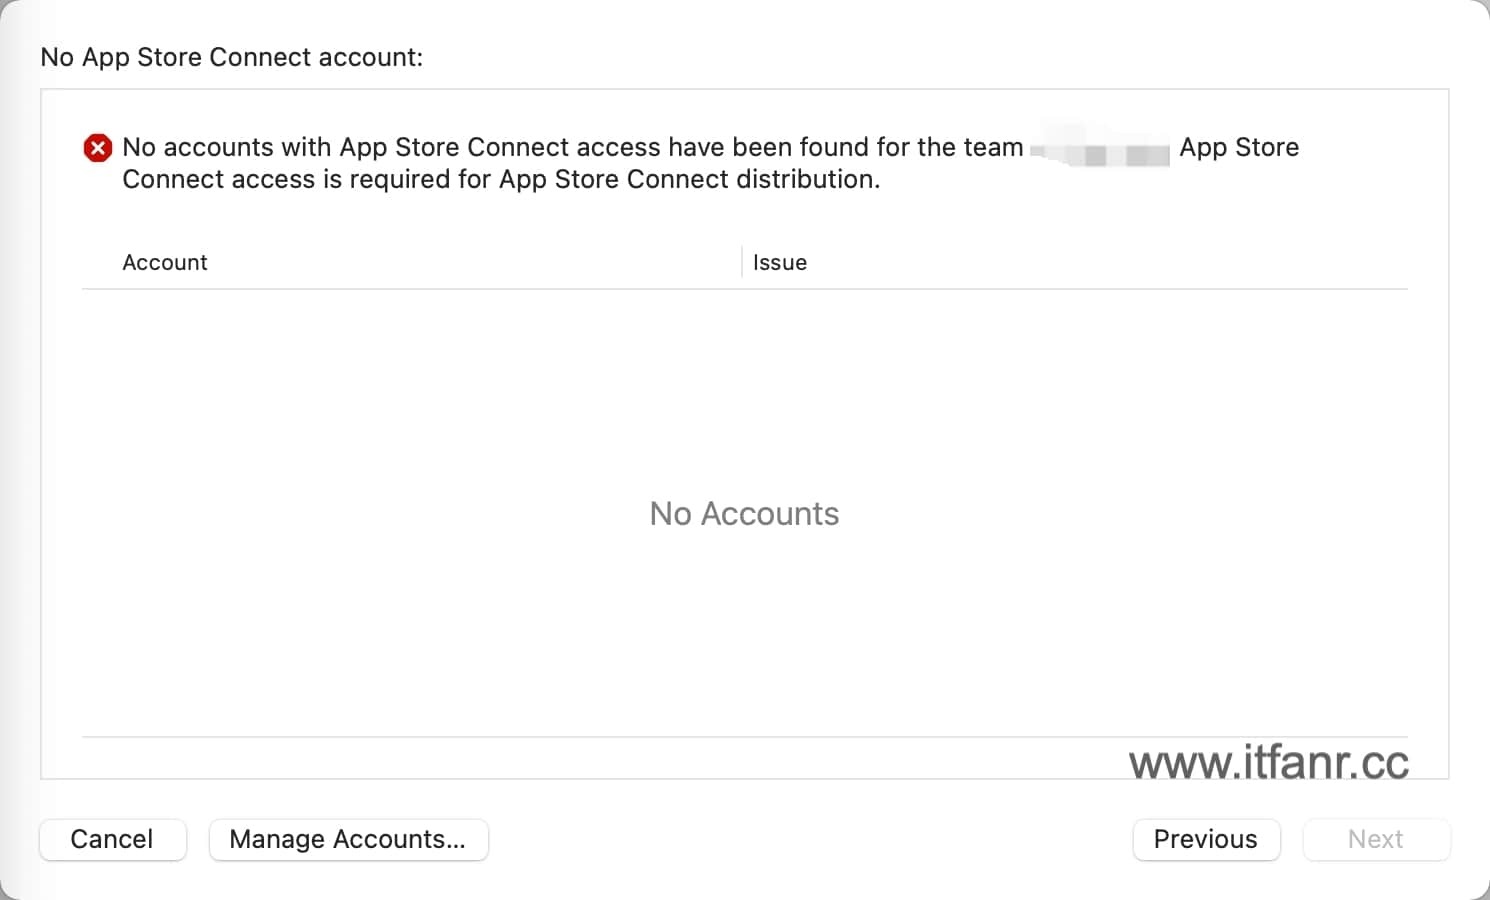 No App Store Connect account:
No accounts with App Store Connect access have been found for the team App Store
Connect access is required for App Store Connect distribution.
Account Issue
No Accounts
www.itfanr.cc
Cancel Manage Accounts... Previous Next